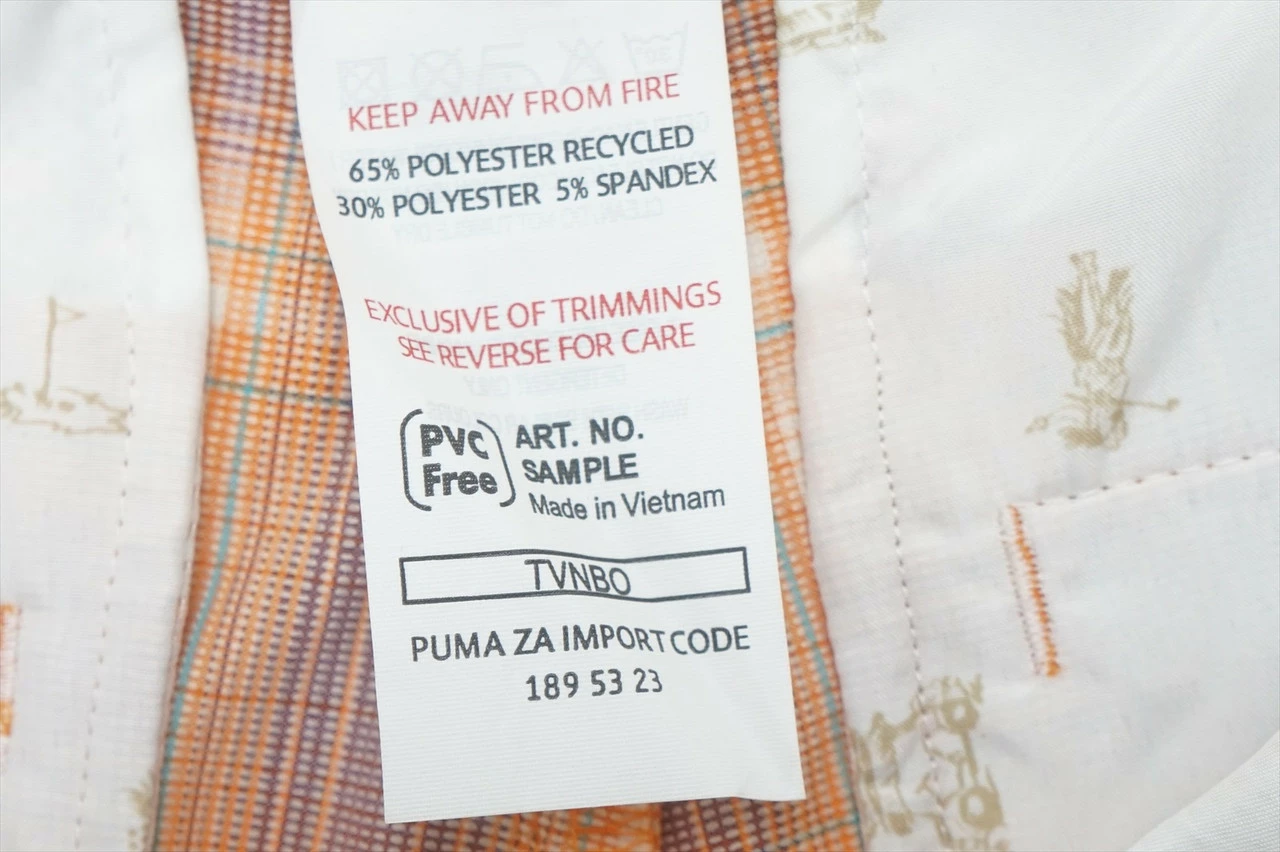 KEEP AWAY FROM FIRE
65% POLYESTER RECYCLED
30% POLYESTER 5% SPANDEX
EXCLUSIVE OF TRIMMINGS
SEE REVERSE FOR CARE
PVC
Free
ART. NO.
SAMPLE
Made in Vietnam
TVNBO
PUMA ZA IMPORT CODE
189 53 23